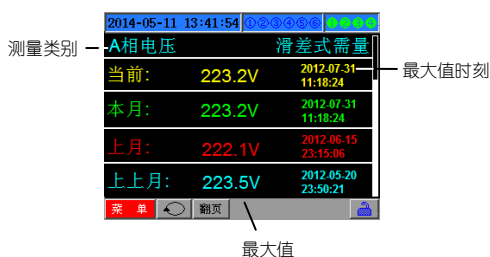 2014-05-11 13:41:54 ①②③④⑤⑥ ①②③④
测量类别
A相电压 滑差式需量
当前: 223.2V 2012-07-31 11:18:24
最大值时刻
本月: 223.2V 2012-07-31 11:18:24
上月: 222.1V 2012-06-15 23:15:06
上上月: 223.5V 2012-05-20 23:50:21
菜 单 翻页
最大值